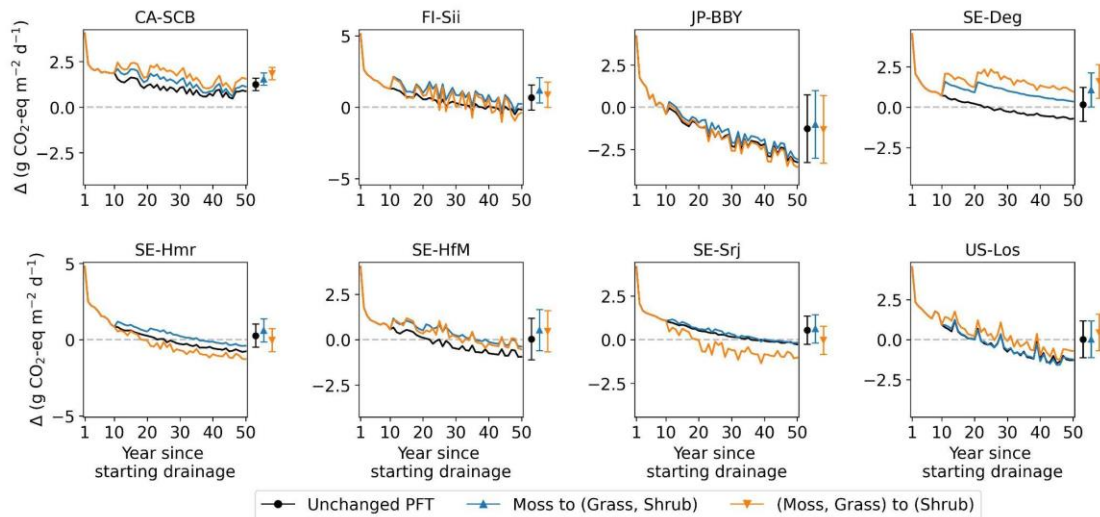 CA-SCB FI-Sii JP-BBY SE-Deg
Δ (g CO₂-eq m⁻² d⁻¹)
2.5 0.0 −2.5
5 0 −5
2.5 0.0 −2.5
2.5 0.0 −2.5
1 10 20 30 40 50
1 10 20 30 40 50
1 10 20 30 40 50
1 10 20 30 40 50
SE-Hmr SE-HfM SE-Srj US-Los
Δ (g CO₂-eq m⁻² d⁻¹)
5 0 −5
2.5 0.0 −2.5
2.5 0.0 −2.5
2.5 0.0 −2.5
1 10 20 30 40 50
1 10 20 30 40 50
1 10 20 30 40 50
1 10 20 30 40 50
Year since Year since Year since Year since
starting drainage starting drainage starting drainage starting drainage
Unchanged PFT Moss to (Grass, Shrub) (Moss, Grass) to (Shrub)